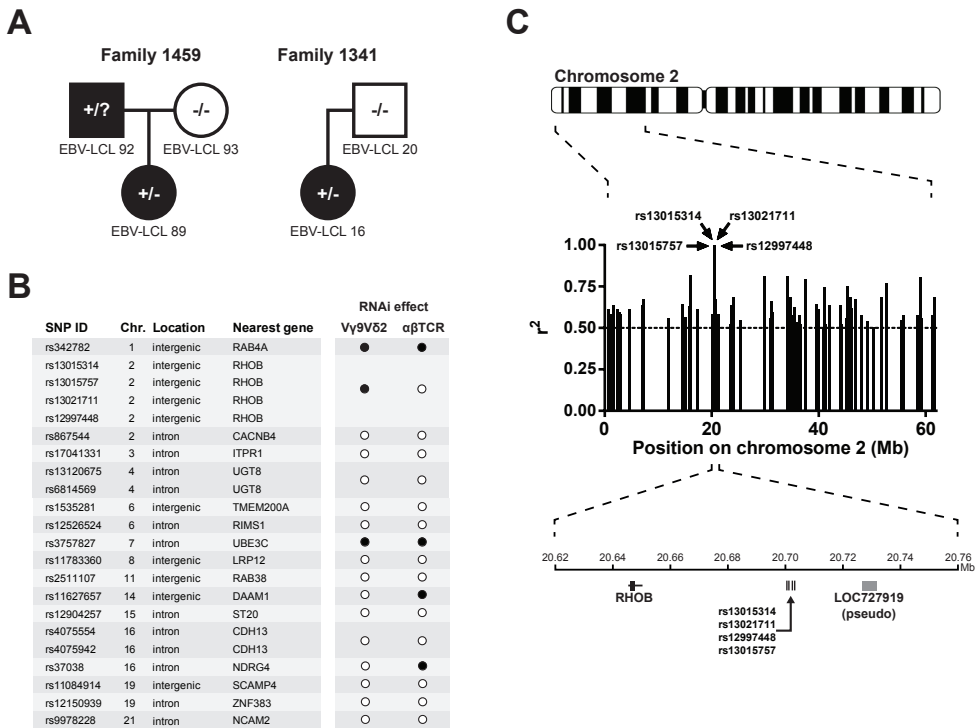 A
Family 1459
Family 1341
+/?
-/-
-/-
EBV-LCL 92
EBV-LCL 93
EBV-LCL 20
+/-
+/-
EBV-LCL 89
EBV-LCL 16
B
RNAi effect
SNP ID Chr. Location Nearest gene Vγ9Vδ2 αβTCR
rs342782 1 intergenic RAB4A
rs13015314 2 intergenic RHOB
rs13015757 2 intergenic RHOB
rs13021711 2 intergenic RHOB
rs12997448 2 intergenic RHOB
rs867544 2 intron CACNB4
rs17041331 3 intron ITPR1
rs13120675 4 intron UGT8
rs6814569 4 intron UGT8
rs1535281 6 intergenic TMEM200A
rs12526524 6 intron RIMS1
rs3757827 7 intron UBE3C
rs11783360 8 intergenic LRP12
rs2511107 11 intergenic RAB38
rs11627657 14 intergenic DAAM1
rs12904257 15 intron ST20
rs4075554 16 intron CDH13
rs4075942 16 intron CDH13
rs37038 16 intron NDRG4
rs11084914 19 intergenic SCAMP4
rs12150939 19 intron ZNF383
rs9978228 21 intron NCAM2
C
Chromosome 2
rs13015314 rs13021711
rs13015757 rs12997448
1.00
0.75
0.50
0.25
0.00
r²
0 20 40 60
Position on chromosome 2 (Mb)
20.62 20.64 20.66 20.68 20.70 20.72 20.74 20.76
Mb
RHOB
LOC727919
(pseudo)
rs13015314
rs13021711
rs12997448
rs13015757